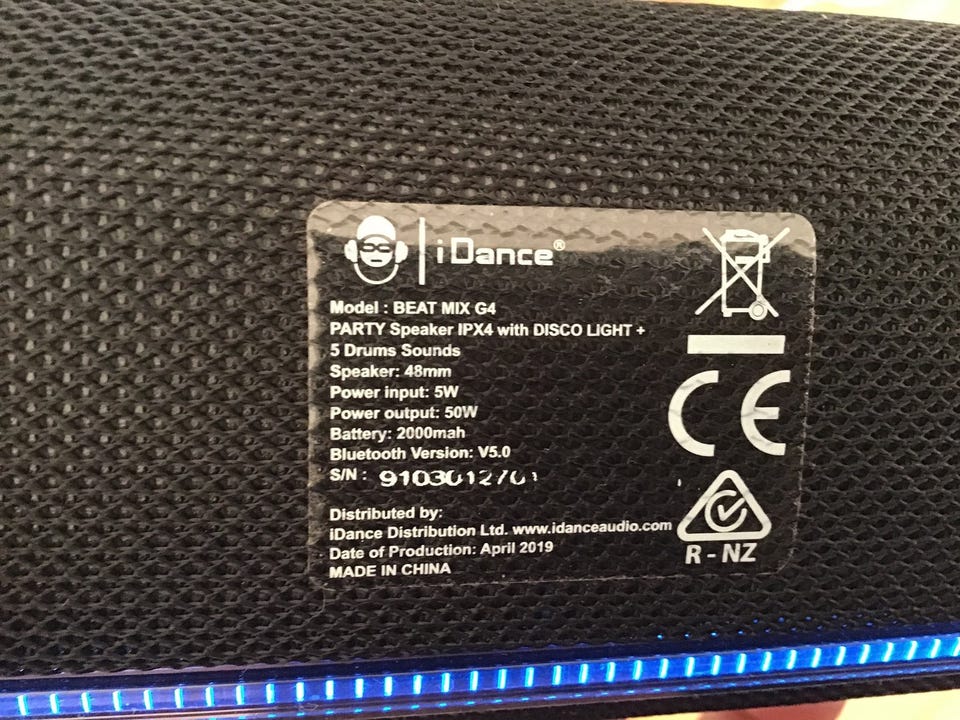 iDance®
Model : BEAT MIX G4
PARTY Speaker IPX4 with DISCO LIGHT +
5 Drums Sounds
Speaker: 48mm
Power input: 5W
Power output: 50W
Battery: 2000mah
Bluetooth Version: V5.0
S/N :
Distributed by:
iDance Distribution Ltd. www.idanceaudio.com
Date of Production: April 2019
MADE IN CHINA
CE
R - NZ